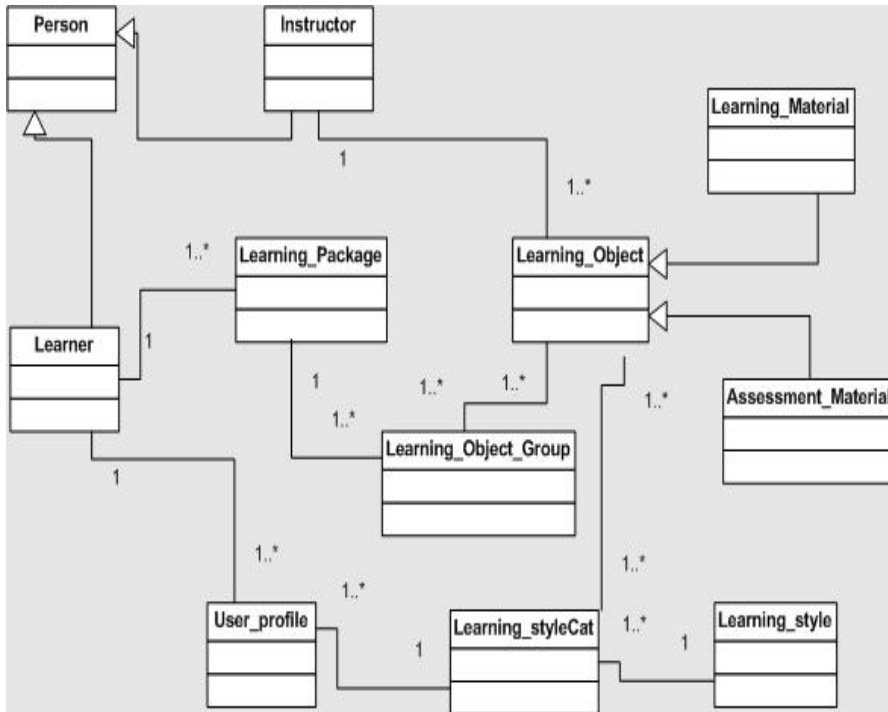 Person
Instructor
Learning_Material
1
1..*
1..*
Learning_Package
Learning_Object
Learner
1
1
1..*
1..*
1..*
1..*
Assessment_Material
Learning_Object_Group
1
1..*
1..*
1..*
User_profile
Learning_styleCat
1..*
Learning_style
1
1